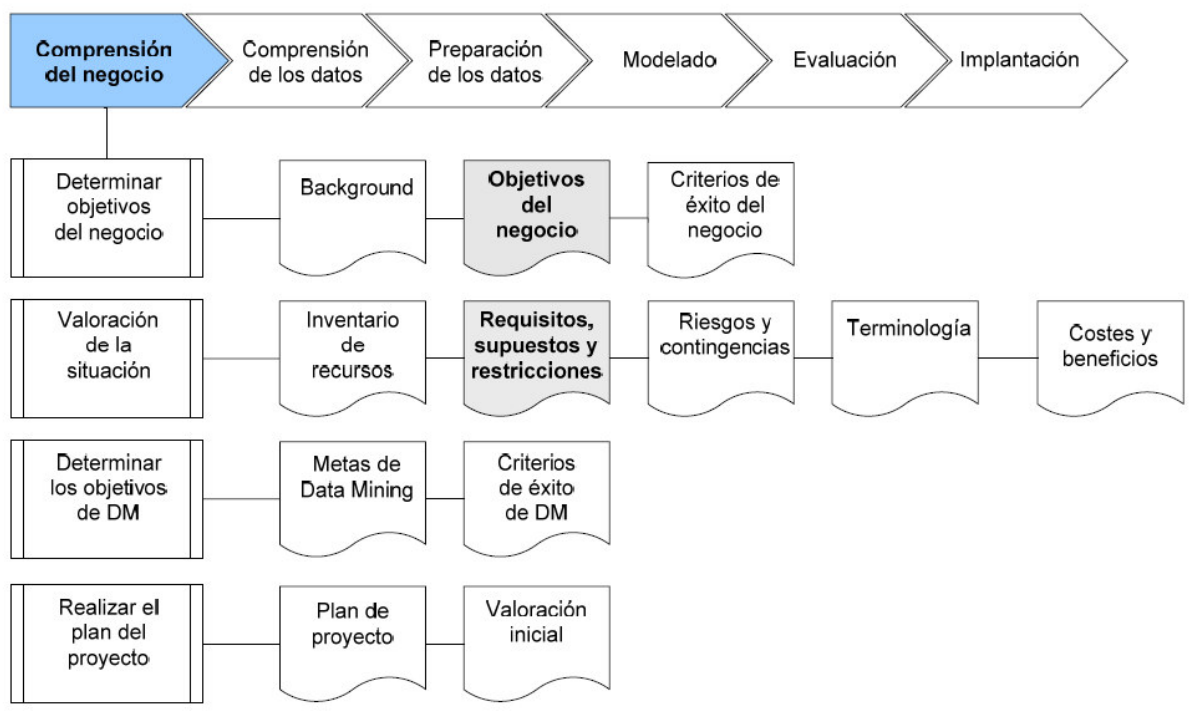 Comprensión
del negocio
Comprensión
de los datos
Preparación
de los datos
Modelado
Evaluación
Implantación
Determinar
objetivos
del negocio
Background
Objetivos
del
negocio
Criterios de
éxito del
negocio
Valoración
de la
situación
Inventario
de
recursos
Requisitos,
supuestos y
restricciones
Riesgos y
contingencias
Terminología
Costes y
beneficios
Determinar
los objetivos
de DM
Metas de
Data Mining
Criterios
de éxito
de DM
Realizar el
plan del
proyecto
Plan de
proyecto
Valoración
inicial